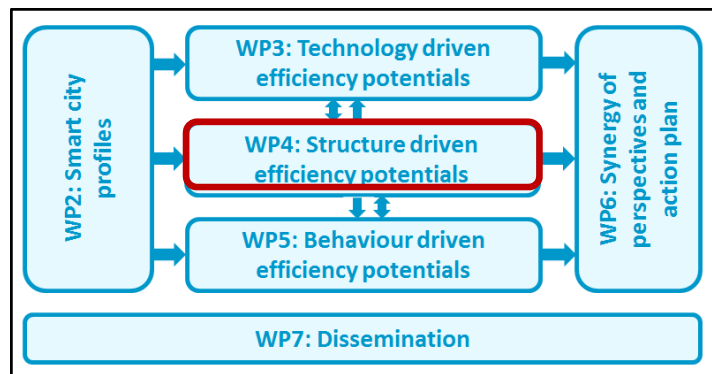 WP2: Smart city
profiles
WP3: Technology driven
efficiency potentials
WP4: Structure driven
efficiency potentials
WP5: Behaviour driven
efficiency potentials
WP6: Synergy of
perspectives and
action plan
WP7: Dissemination